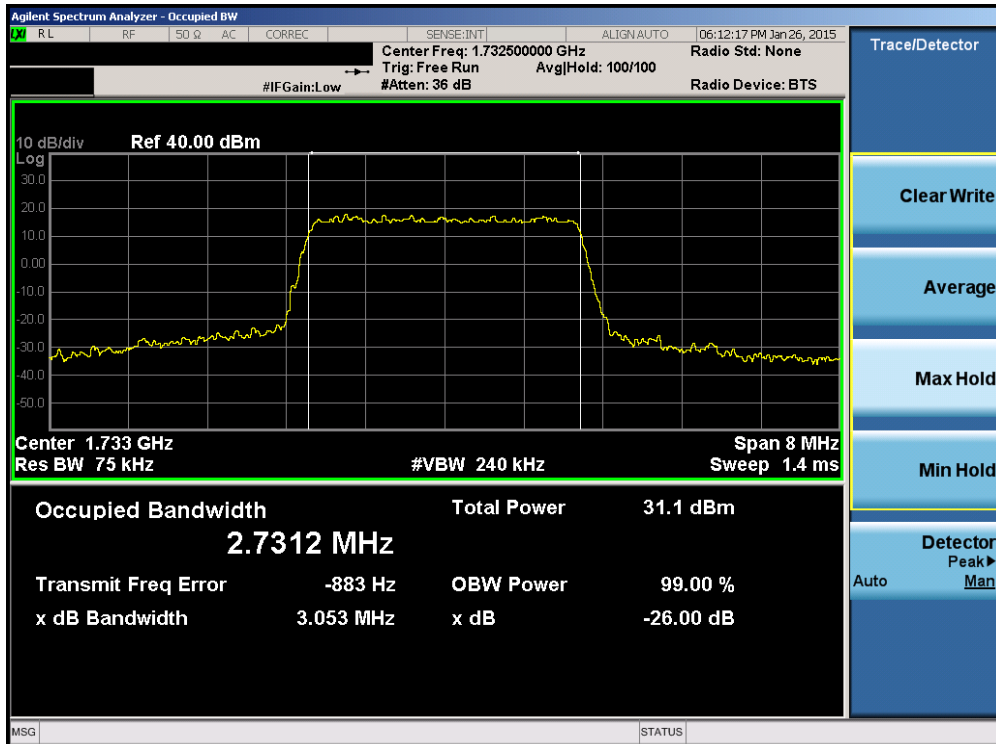 Agilent Spectrum Analyzer - Occupied BW
LXI RL RF 50 Ω AC CORREC SENSE:INT ALIGN AUTO 06:12:17 PM Jan 26, 2015
Center Freq: 1.732500000 GHz Radio Std: None
Trig: Free Run Avg|Hold: 100/100
#IFGain:Low #Atten: 36 dB Radio Device: BTS
Trace/Detector
10 dB/div Ref 40.00 dBm
Log
30.0
20.0
10.0
0.00
-10.0
-20.0
-30.0
-40.0
-50.0
Center 1.733 GHz Span 8 MHz
Res BW 75 kHz #VBW 240 kHz Sweep 1.4 ms
Occupied Bandwidth Total Power 31.1 dBm
2.7312 MHz
Transmit Freq Error -883 Hz OBW Power 99.00 %
x dB Bandwidth 3.053 MHz x dB -26.00 dB
Clear Write
Average
Max Hold
Min Hold
Detector
Peak▶
Auto Man
MSG STATUS